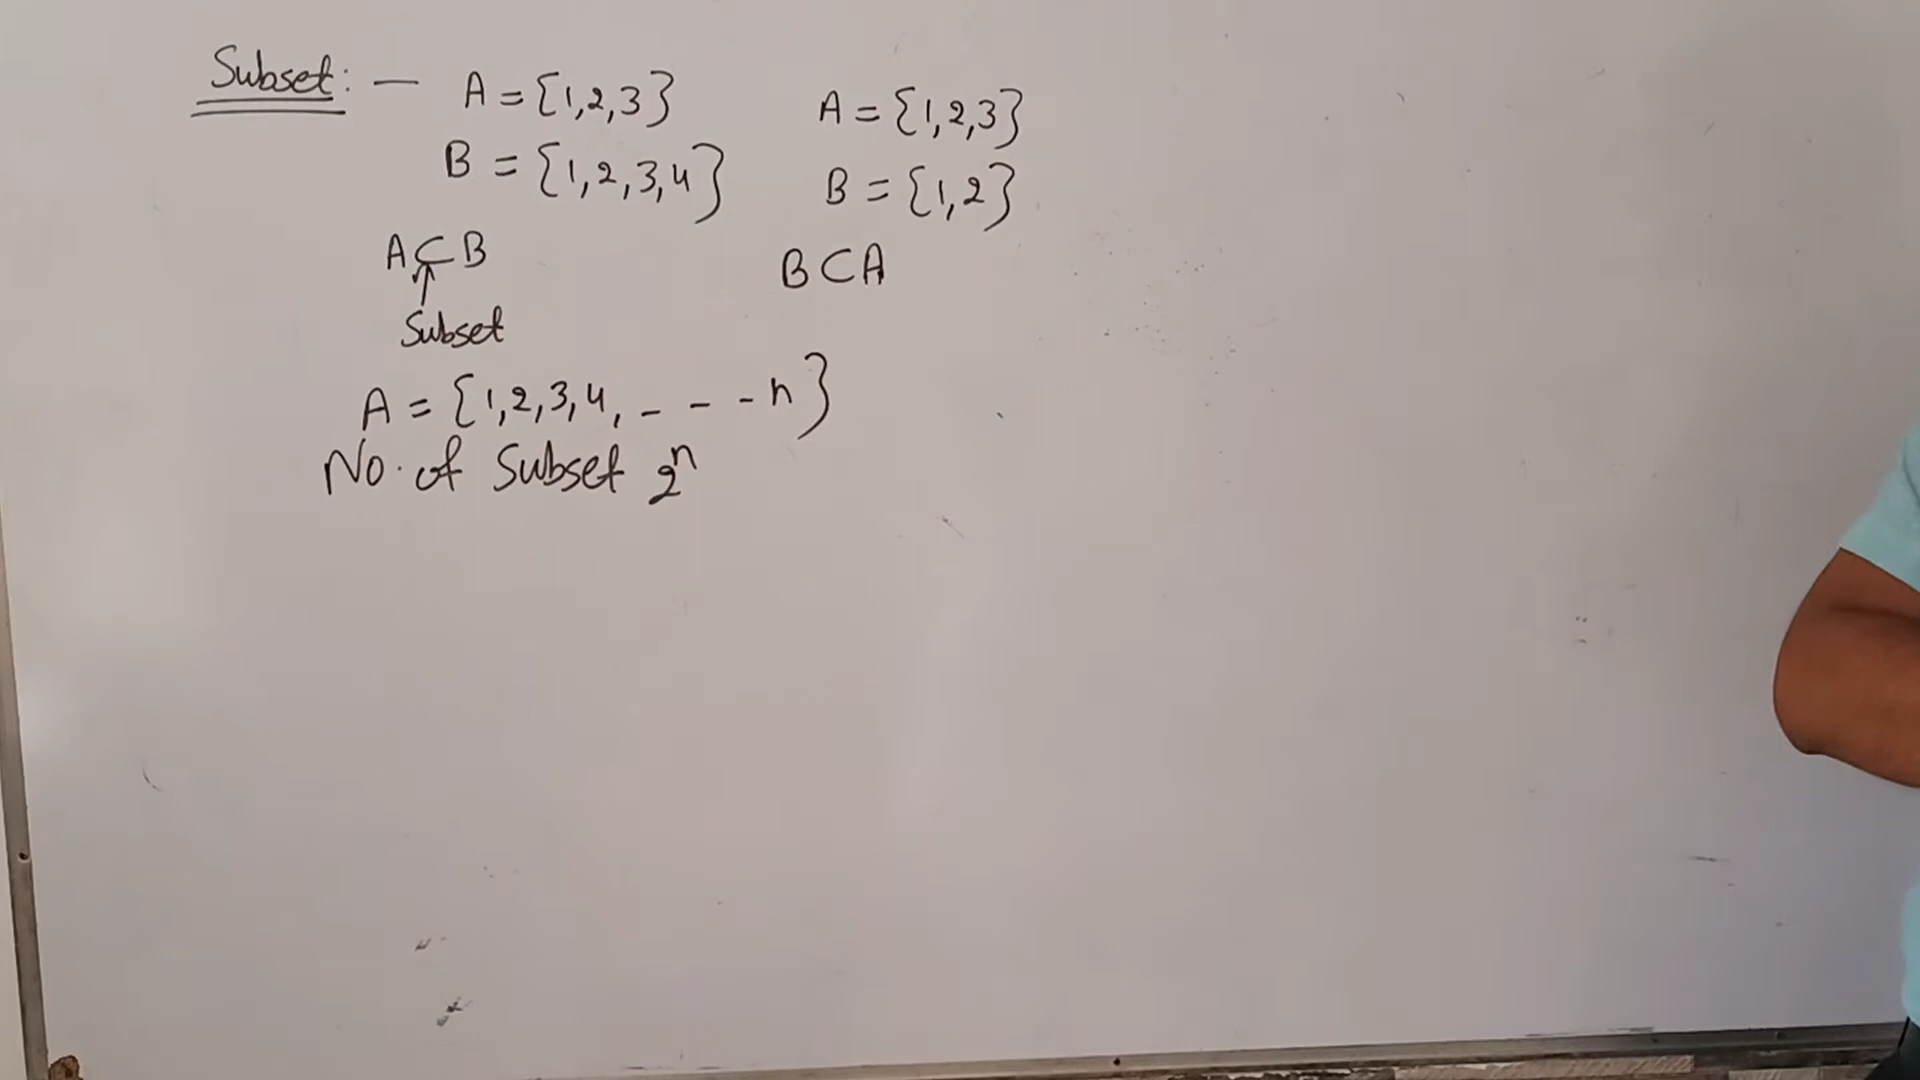 Subset: — A = {1,2,3} A = {1,2,3}
B = {1,2,3,4} B = {1,2}
A⊂B B⊂A
↑
Subset
A = {1,2,3,4, - - - n}
No. of Subset 2ⁿ